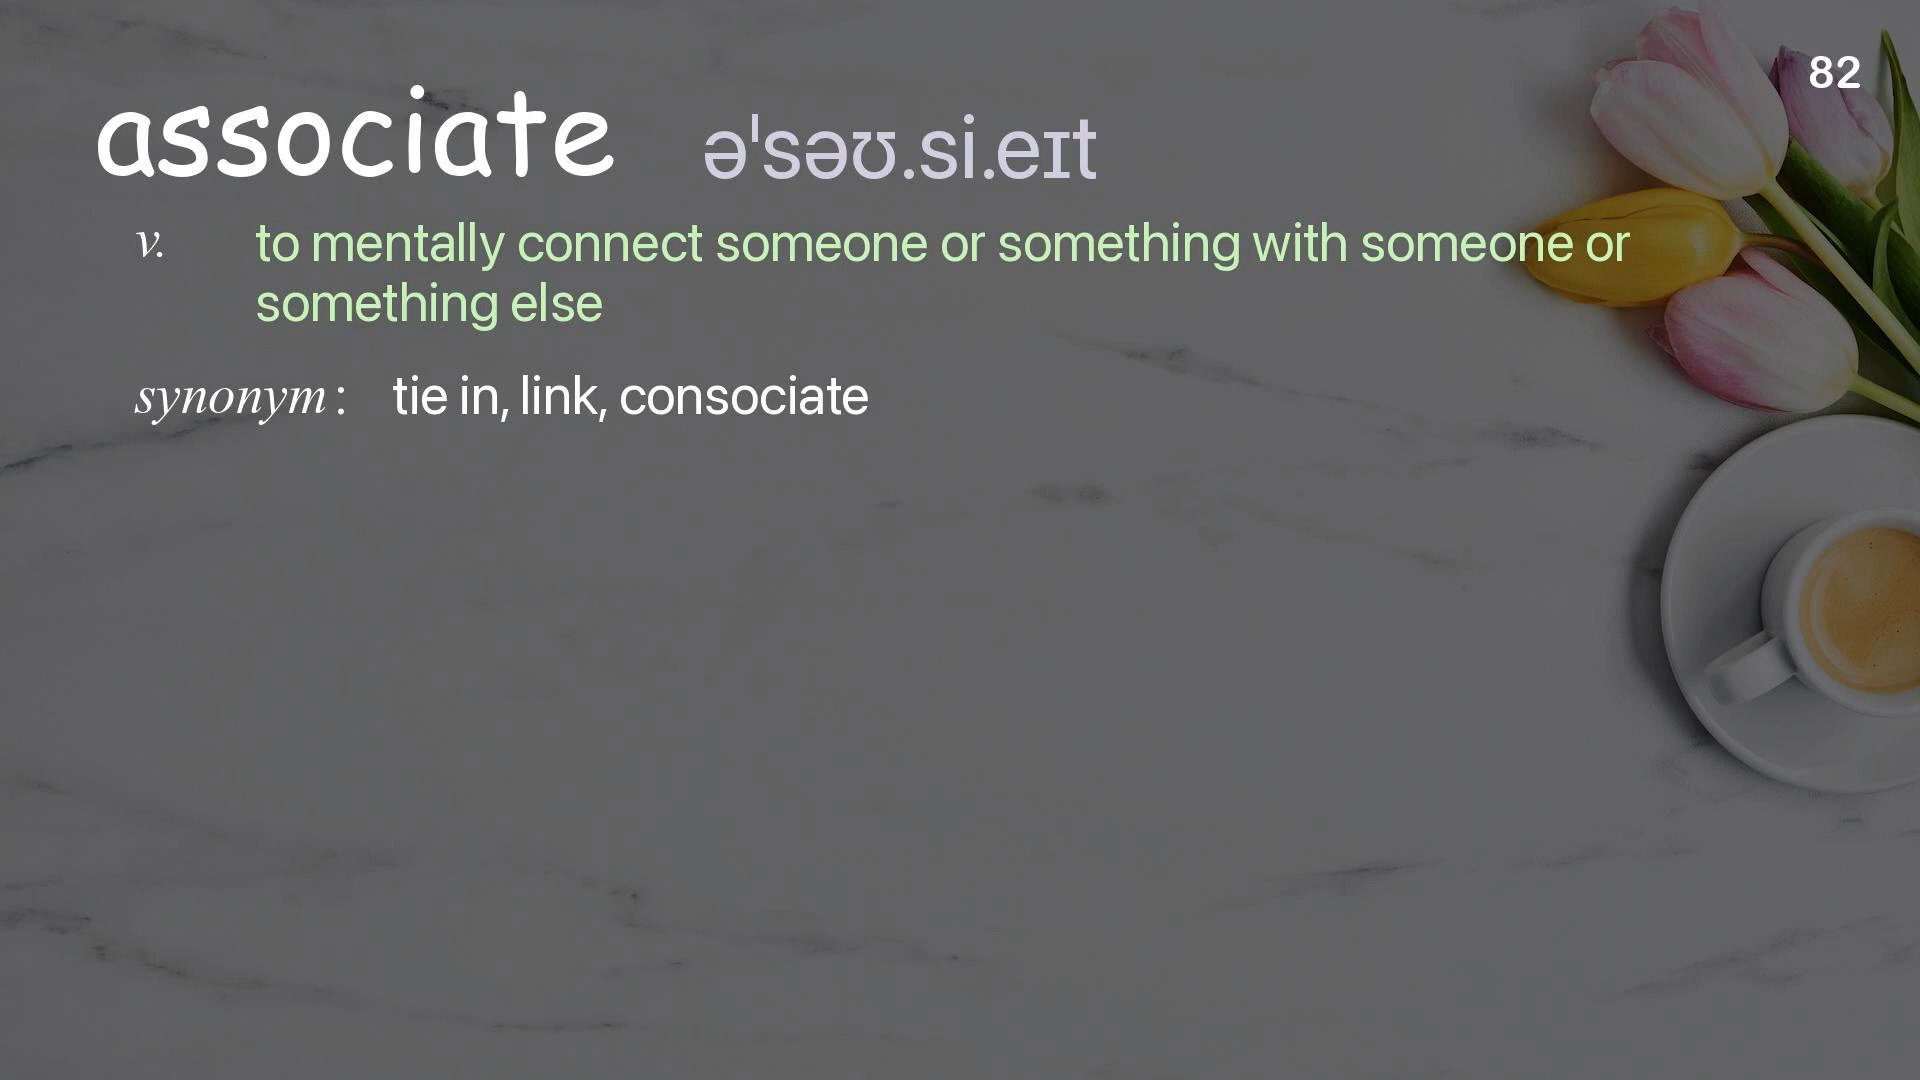 82
associate əˈsəʊ.si.eɪt
v. to mentally connect someone or something with someone or
something else
synonym : tie in, link, consociate